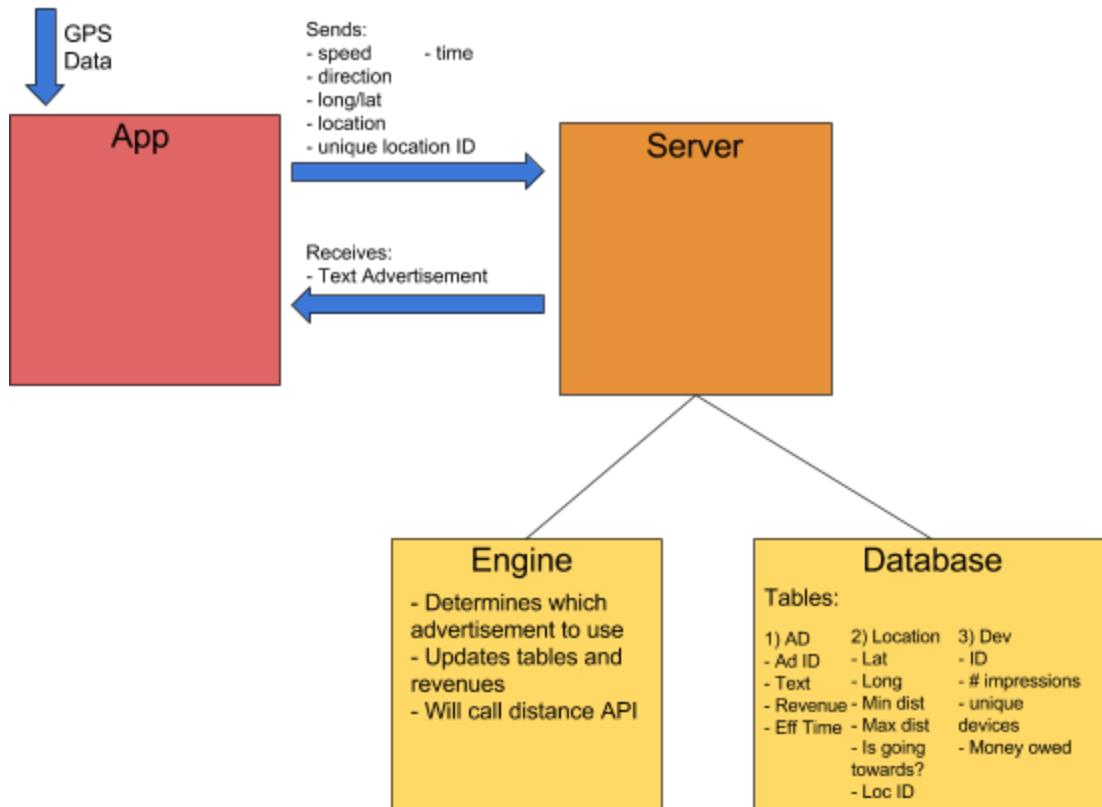 GPS
Data
Sends:
- speed - time
- direction
- long/lat
- location
- unique location ID
App
Server
Receives:
- Text Advertisement
Engine
- Determines which
advertisement to use
- Updates tables and
revenues
- Will call distance API
Database
Tables:
1) AD
- Ad ID
- Text
- Revenue
- Eff Time
2) Location
- Lat
- Long
- Min dist
- Max dist
- Is going
towards?
- Loc ID
3) Dev
- ID
- # impressions
- unique
devices
- Money owed